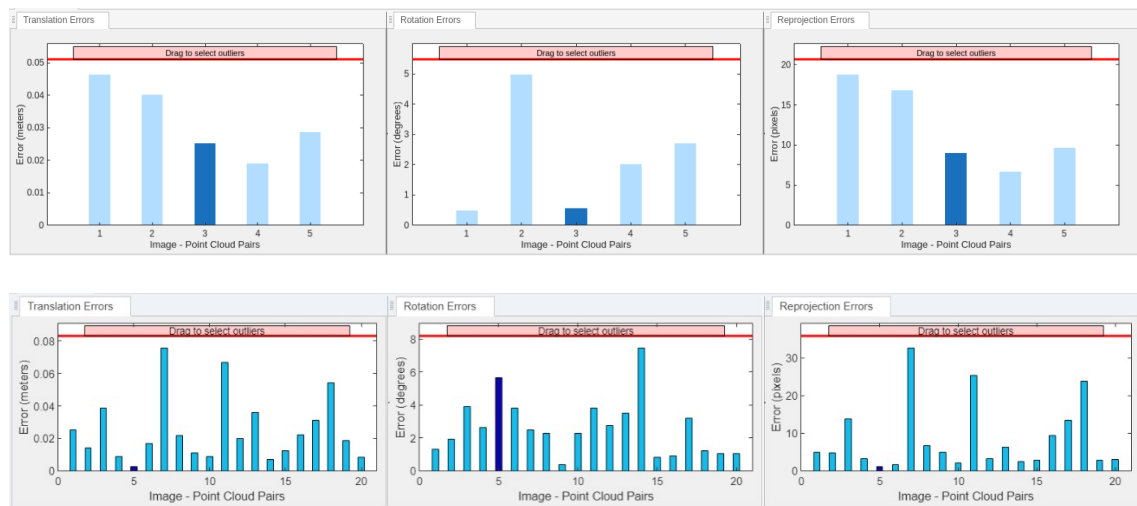 Translation Errors
Drag to select outliers
0.05
0.04
0.03
0.02
0.01
0
Error (meters)
1 2 3 4 5
Image - Point Cloud Pairs
Rotation Errors
Drag to select outliers
5
4
3
2
1
0
Error (degrees)
1 2 3 4 5
Image - Point Cloud Pairs
Reprojection Errors
Drag to select outliers
20
15
10
5
0
Error (pixels)
1 2 3 4 5
Image - Point Cloud Pairs
Translation Errors
Drag to select outliers
0.08
0.06
0.04
0.02
0
Error (meters)
0 5 10 15 20
Image - Point Cloud Pairs
Rotation Errors
Drag to select outliers
8
6
4
2
0
Error (degrees)
0 5 10 15 20
Image - Point Cloud Pairs
Reprojection Errors
Drag to select outliers
30
20
10
0
Error (pixels)
0 5 10 15 20
Image - Point Cloud Pairs